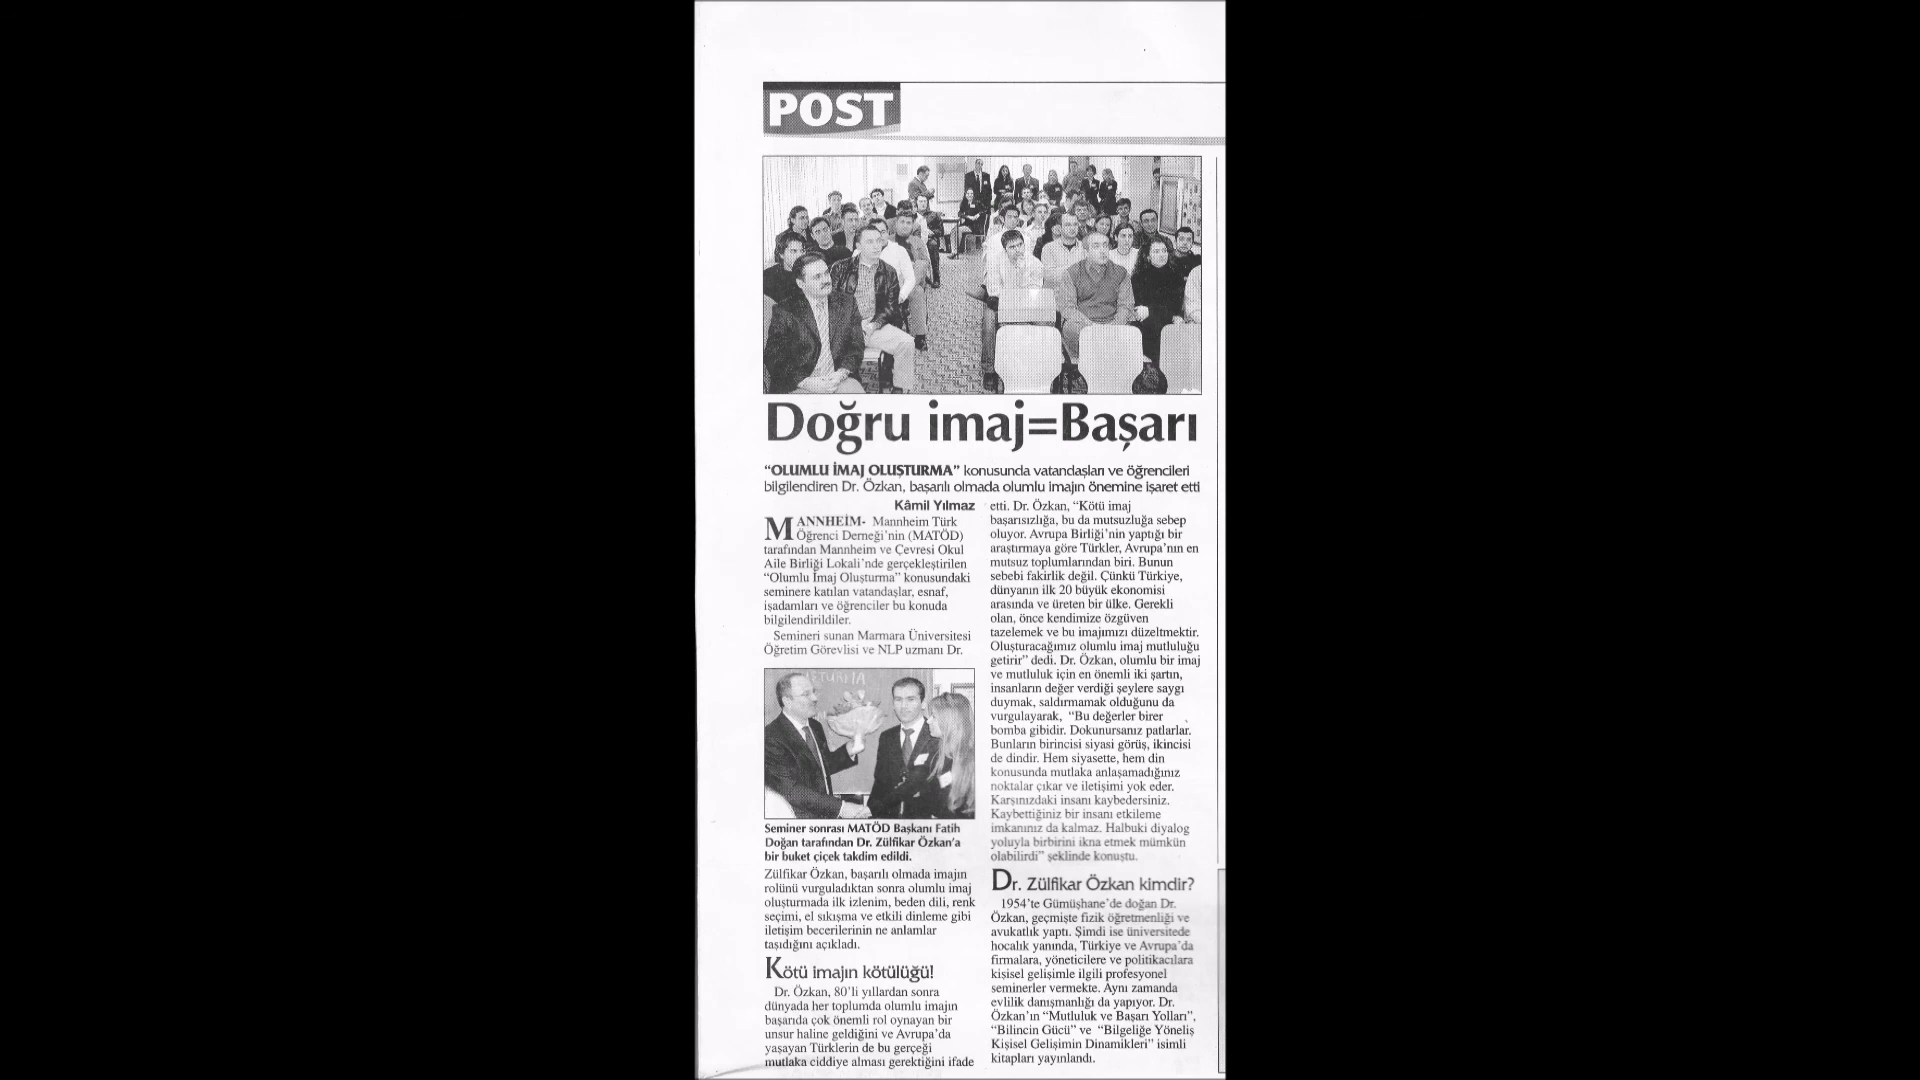 POST
Doğru imaj=Başarı
“OLUMLU İMAJ OLUŞTURMA” konusunda vatandaşları ve öğrencileri
bilgilendiren Dr. Özkan, başarılı olmada olumlu imajın önemine işaret etti
Kâmil Yılmaz
MANNHEİM- Mannheim Türk
Öğrenci Derneği’nin (MATÖD)
tarafından Mannheim ve Çevresi Okul
Aile Birliği Lokali’nde gerçekleştirilen
“Olumlu İmaj Oluşturma” konusundaki
seminere katılan vatandaşlar, esnaf,
işadamları ve öğrenciler bu konuda
bilgilendirildiler.
Semineri sunan Marmara Üniversitesi
Öğretim Görevlisi ve NLP uzmanı Dr.
ŞTURMA
Seminer sonrası MATÖD Başkanı Fatih
Doğan tarafından Dr. Zülfikar Özkan’a
bir buket çiçek takdim edildi.
Zülfikar Özkan, başarılı olmada imajın
rolünü vurguladıktan sonra olumlu imaj
oluşturmada ilk izlenim, beden dili, renk
seçimi, el sıkışma ve etkili dinleme gibi
iletişim becerilerinin ne anlamlar
taşıdığını açıkladı.
Kötü imajın kötülüğü!
Dr. Özkan, 80’li yıllardan sonra
dünyada her toplumda olumlu imajın
başarıda çok önemli rol oynayan bir
unsur haline geldiğini ve Avrupa’da
yaşayan Türklerin de bu gerçeği
mutlaka ciddiye alması gerektiğini ifade
etti. Dr. Özkan, “Kötü imaj
başarısızlığa, bu da mutsuzluğa sebep
oluyor. Avrupa Birliği’nin yaptığı bir
araştırmaya göre Türkler, Avrupa’nın en
mutsuz toplumlarından biri. Bunun
sebebi fakirlik değil. Çünkü Türkiye,
dünyanın ilk 20 büyük ekonomisi
arasında ve üreten bir ülke. Gerekli
olan, önce kendimize özgüven
tazelemek ve bu imajımızı düzeltmektir.
Oluşturacağımız olumlu imaj mutluluğu
getirir” dedi. Dr. Özkan, olumlu bir imaj
ve mutluluk için en önemli iki şartın,
insanların değer verdiği şeylere saygı
duymak, saldırmamak olduğunu da
vurgulayarak, “Bu değerler birer
bomba gibidir. Dokunursanız patlarlar.
Bunların birincisi siyasi görüş, ikincisi
de dindir. Hem siyasette, hem din
konusunda mutlaka anlaşamadığınız
noktalar çıkar ve iletişimi yok eder.
Karşınızdaki insanı kaybedersiniz.
Kaybettiğiniz bir insanı etkileme
imkanınız da kalmaz. Halbuki diyalog
yoluyla birbirini ikna etmek mümkün
olabilirdi” şeklinde konuştu.
Dr. Zülfikar Özkan kimdir?
1954’te Gümüşhane’de doğan Dr.
Özkan, geçmişte fizik öğretmenliği ve
avukatlık yaptı. Şimdi ise üniversitede
hocalık yanında, Türkiye ve Avrupa’da
firmalara, yöneticilere ve politikacılara
kişisel gelişimle ilgili profesyonel
seminerler vermekte. Aynı zamanda
evlilik danışmanlığı da yapıyor. Dr.
Özkan’ın “Mutluluk ve Başarı Yolları”,
“Bilincin Gücü” ve “Bilgeliğe Yöneliş
Kişisel Gelişimin Dinamikleri” isimli
kitapları yayınlandı.